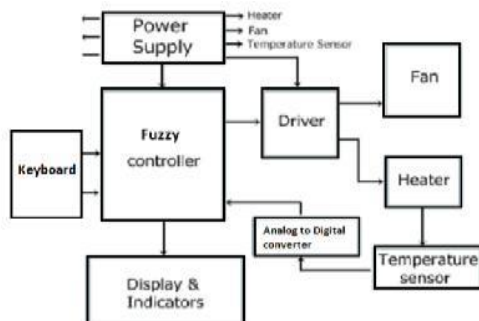 Power
Supply
Heater
Fan
Temperature Sensor
Fan
Fuzzy
controller
Driver
Keyboard
Heater
Analog to Digital
converter
Temperature
sensor
Display &
Indicators